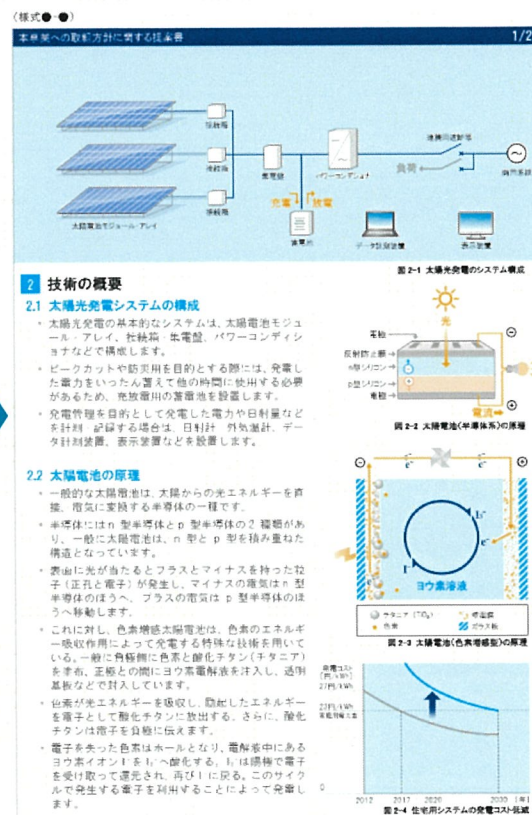 (様式●-●)
本事業への取組方針に関する提案書 1/2
接続箱
接続箱
接続箱
集電盤
パワーコンディショナ
連携用遮断器
負荷
商用系統
充電 放電
蓄電池
太陽電池モジュール・アレイ
データ計測装置
表示装置
図2-1 太陽光発電のシステム構成
2 技術の概要
2.1 太陽光発電システムの構成
・太陽光発電の基本的なシステムは、太陽電池モジュ
ール・アレイ、接続箱・集電盤、パワーコンディシ
ョナなどで構成します。
・ピークカットや防災用を目的とする際には、発電し
た電力をいったん蓄えて他の時間に使用する必要
があるため、充放電用の蓄電池を設置します。
・発電管理を目的として発電した電力や日射量など
を計測・記録する場合は、日射計・外気温計、デー
タ計測装置、表示装置などを設置します。
光
電極
反射防止膜
n型シリコン
p型シリコン
電極
電流
図2-2 太陽電池(半導体系)の原理
2.2 太陽電池の原理
・一般的な太陽電池は、太陽からの光エネルギーを直
接、電気に変換する半導体の一種です。
・半導体にはn 型半導体とp 型半導体の2 種類があ
り、一般に太陽電池は、n 型と p 型を積み重ねた
構造となっています。
・表面に光が当たるとプラスとマイナスを持った粒
子(正孔と電子)が発生し、マイナスの電気はn 型
半導体のほうへ、プラスの電気は p 型半導体のほ
うへ移動します。
・これに対し、色素増感太陽電池は、色素のエネルギ
ー吸収作用によって発電する特殊な技術を用いて
いる。一般に負極側に色素と酸化チタン(チタニア)
を塗布、正極との間にヨウ素電解液を注入し、透明
基板などで封入しています。
・色素が光エネルギーを吸収し、励起したエネルギー
を電子として酸化チタンに放出する。さらに、酸化
チタンは電子を負極に伝えます。
・電子を失った色素はホールとなり、電解液中にある
ヨウ素イオンI⁻をI₃⁻へ酸化する。I₃⁻は陽極で電子
を受け取って還元され、再びI⁻に戻る。このサイク
ルで発生する電子を利用することによって発電し
ます。
e⁻ e⁻
I₃⁻
e⁻
I⁻
ヨウ素溶液
チタニア (TiO₂)
色素
ガラス板
図2-3 太陽電池(色素増感型)の原理
発電コスト
(円/kWh)
27円/kWh
23円/kWh
0
2012 2017 2020 2030 (年)
図2-4 住宅用システムの発電コスト低減